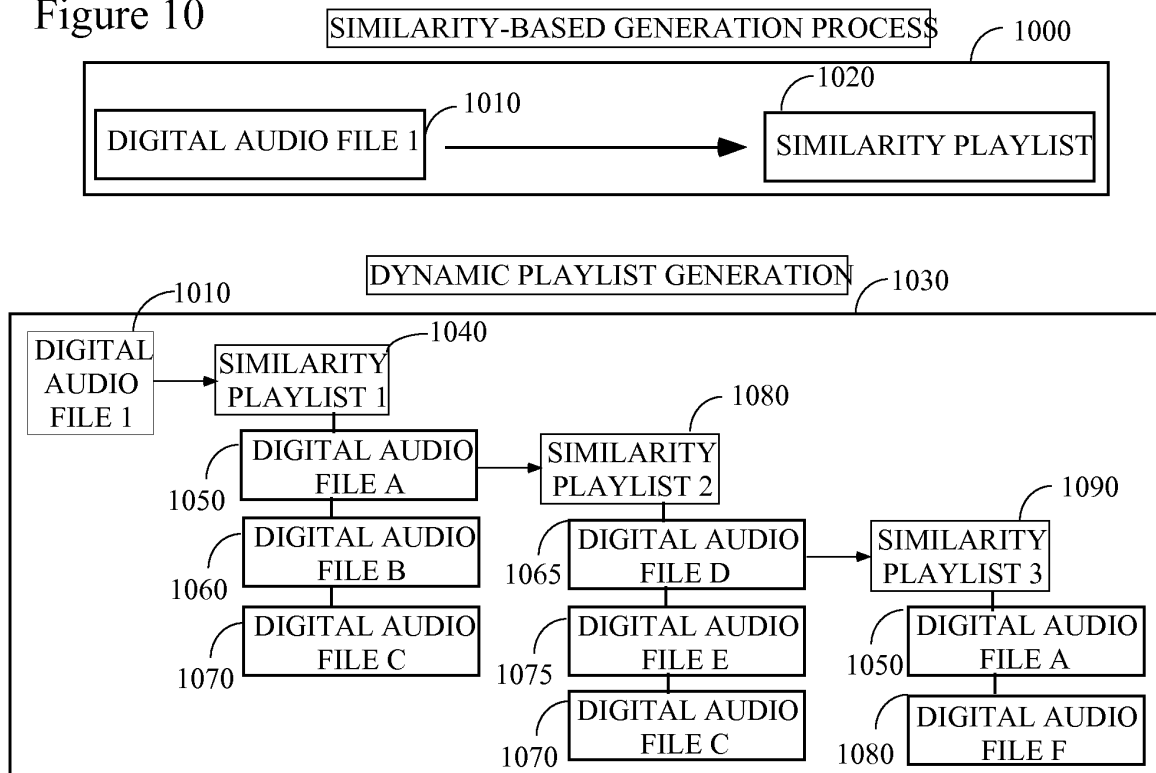 Figure 10
SIMILARITY-BASED GENERATION PROCESS
1000
1010
1020
DIGITAL AUDIO FILE 1
SIMILARITY PLAYLIST
DYNAMIC PLAYLIST GENERATION
1030
1010
DIGITAL
AUDIO
FILE 1
1040
SIMILARITY
PLAYLIST 1
1050
DIGITAL AUDIO
FILE A
1060
DIGITAL AUDIO
FILE B
1070
DIGITAL AUDIO
FILE C
1080
SIMILARITY
PLAYLIST 2
1065
DIGITAL AUDIO
FILE D
1075
DIGITAL AUDIO
FILE E
1070
DIGITAL AUDIO
FILE C
1090
SIMILARITY
PLAYLIST 3
1050
DIGITAL AUDIO
FILE A
1080
DIGITAL AUDIO
FILE F